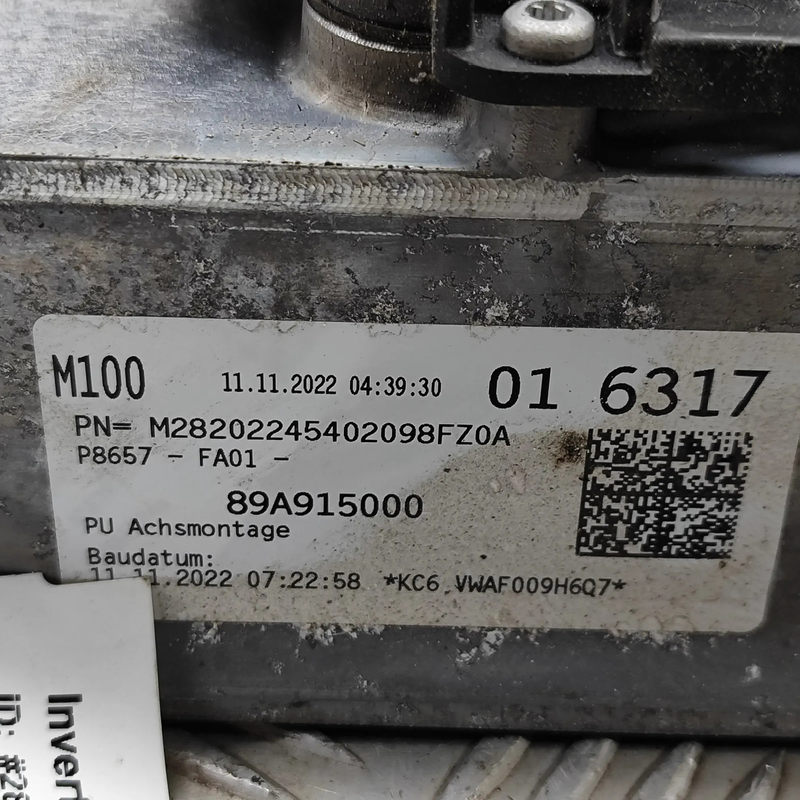 M100 11.11.2022 04:39:30 01 6317
PN= M28202245402098FZ0A
P8657 - FA01 -
89A915000
PU Achsmontage
Baudatum:
11.11.2022 07:22:58 *KC6 VWAF009H6Q7*